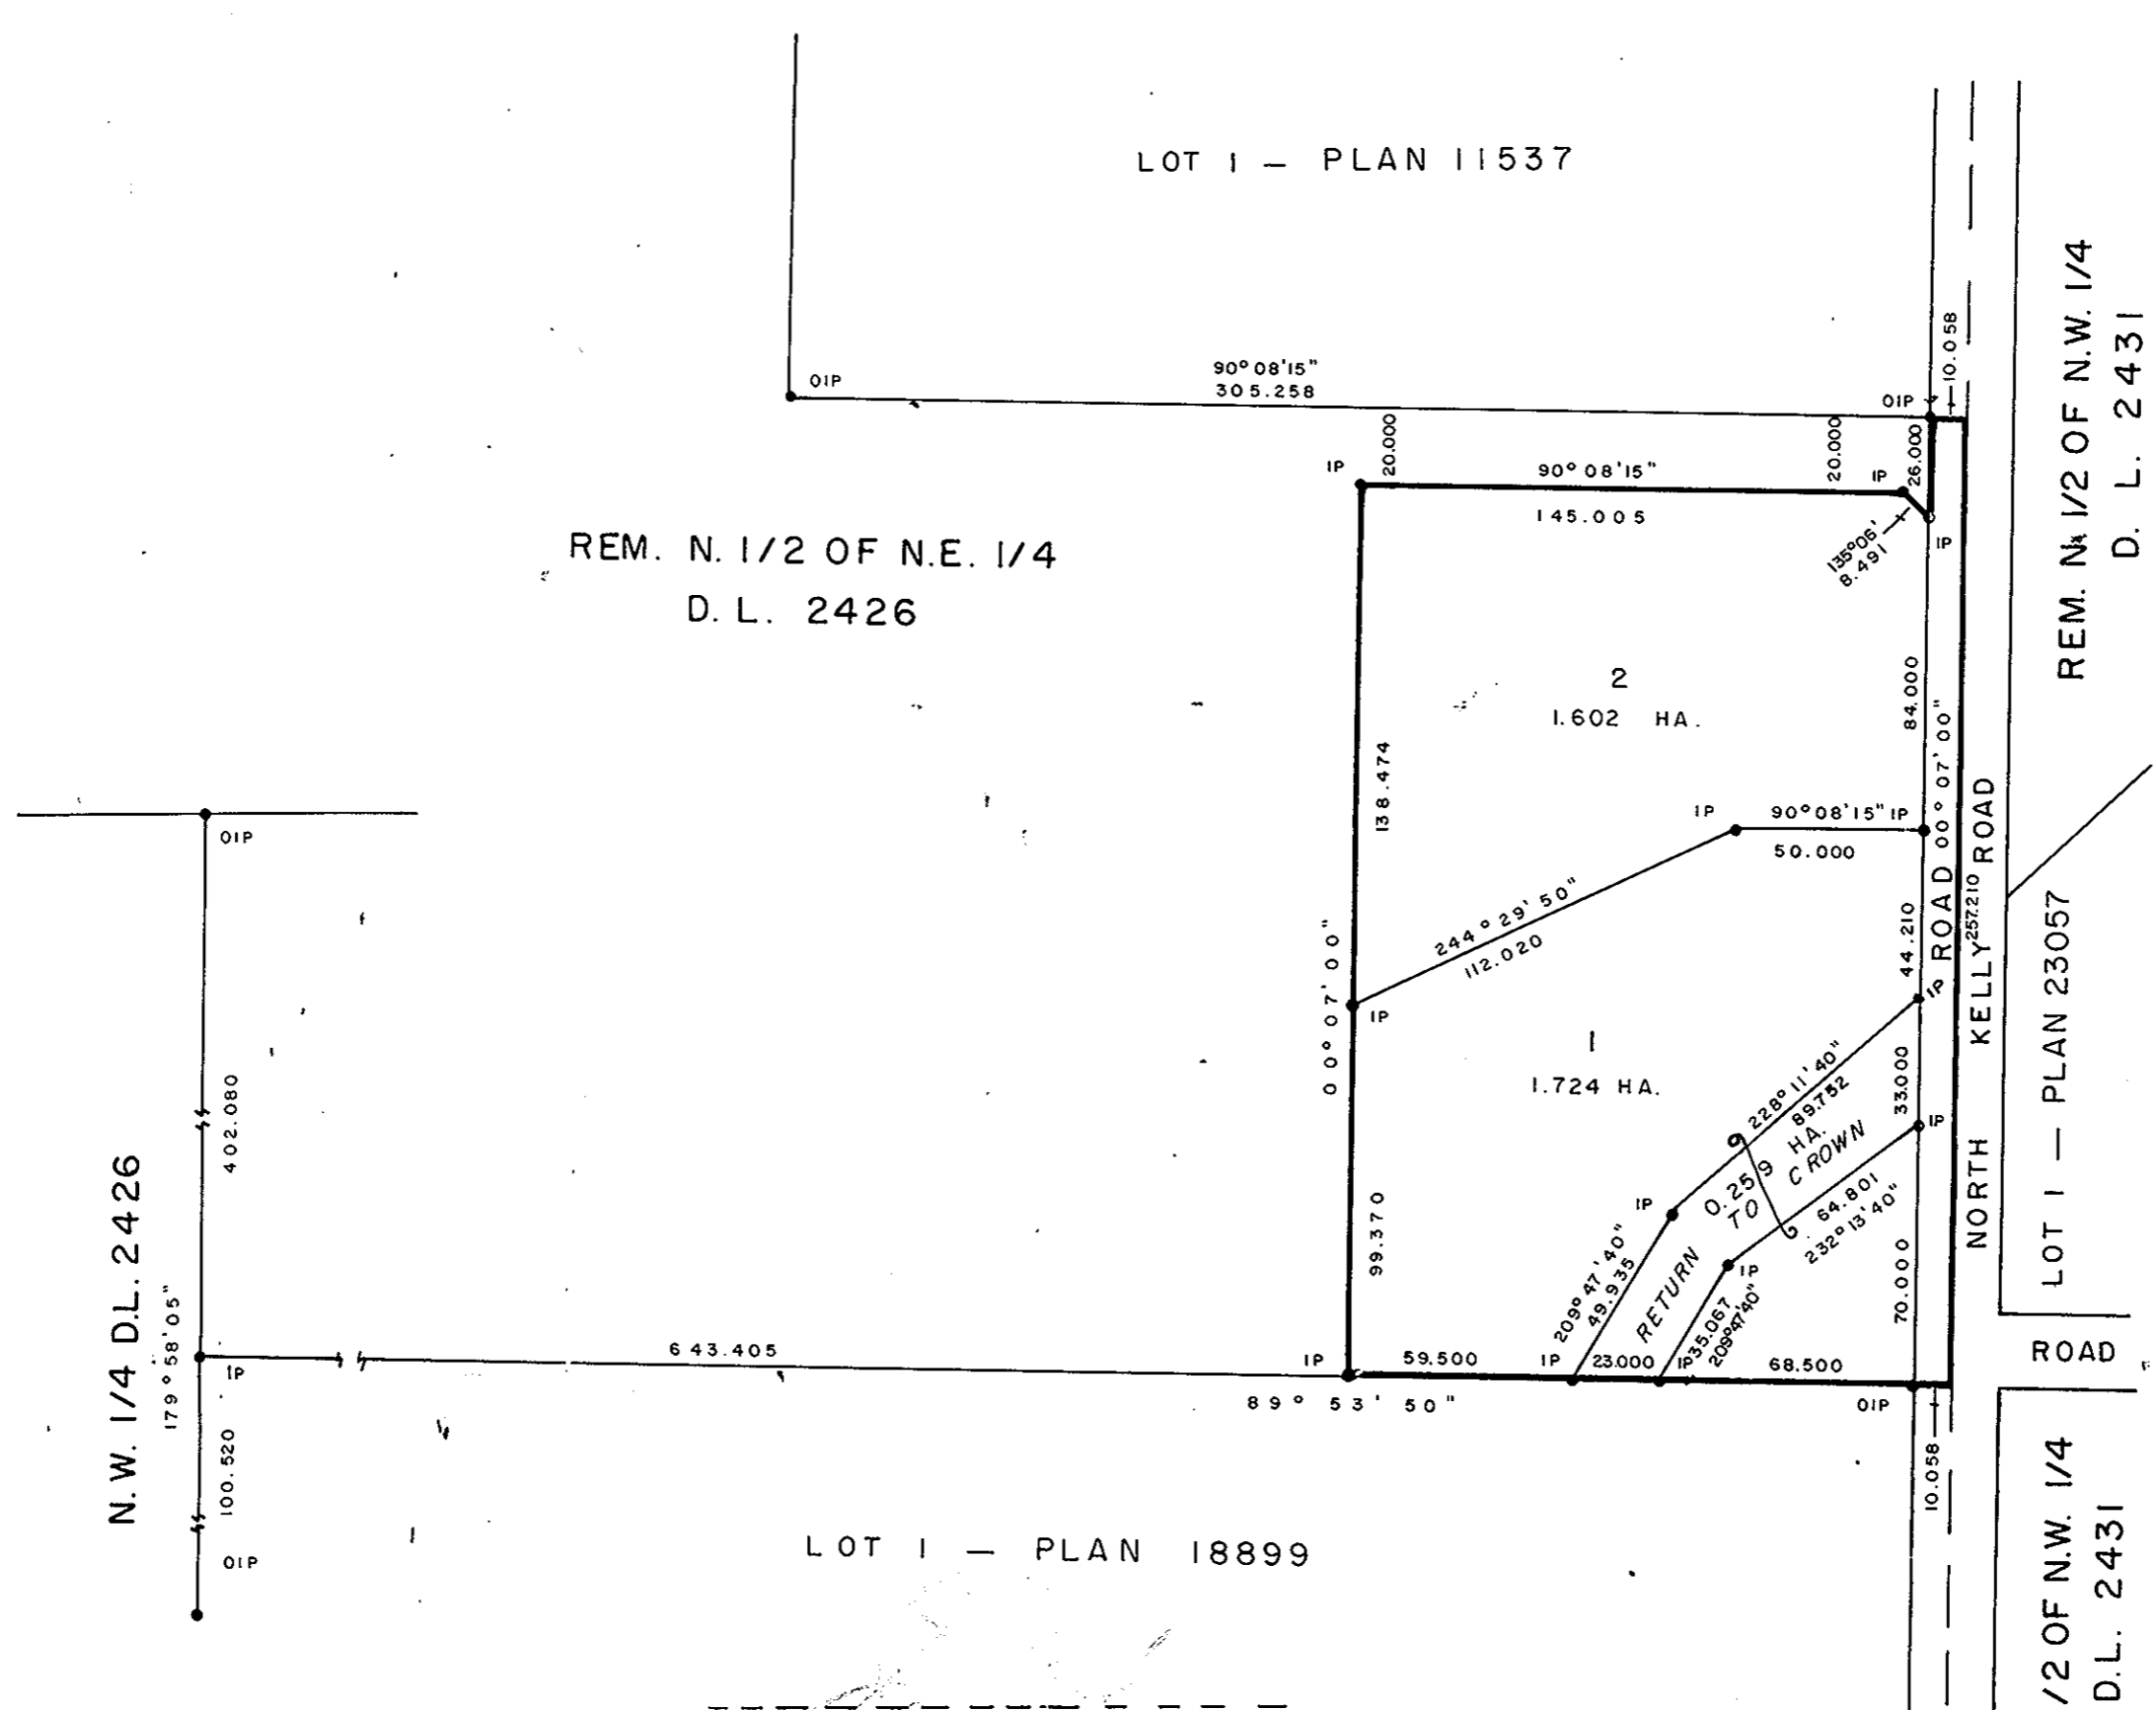 LOT 1 — PLAN 11537
REM. N. 1/2 OF N.W. 1/4
D. L. 2431
10.058
90° 08' 15"
305.258
OIP
OIP
20.000
20.000
26.000
IP
90° 08' 15"
IP
145.005
IP
135°06'
8.491
REM. N. 1/2 OF N.E. 1/4
D. L. 2426
2
1.602 HA.
84.000
00° 07' 00"
138.474
OIP
IP
90° 08' 15"
IP
50.000
244° 29' 50"
112.020
44.210
ROAD
257.210
NORTH KELLY ROAD
LOT 1 — PLAN 23057
00° 07' 00"
IP
IP
1
1.724 HA.
228° 11' 40"
89.752
33.000
IP
0.259 HA.
RETURN TO CROWN
64.801
232° 13' 40"
IP
IP
209° 47' 40"
49.935
35.067
209°47'40"
70.000
99.370
402.080
N.W. 1/4 D.L. 2426
179° 58' 05"
643.405
IP
IP
59.500
IP
23.000
IP
68.500
ROAD
89° 53' 50"
OIP
100.520
10.058
OIP
LOT 1 — PLAN 18899
/2 OF N.W. 1/4
D.L. 2431